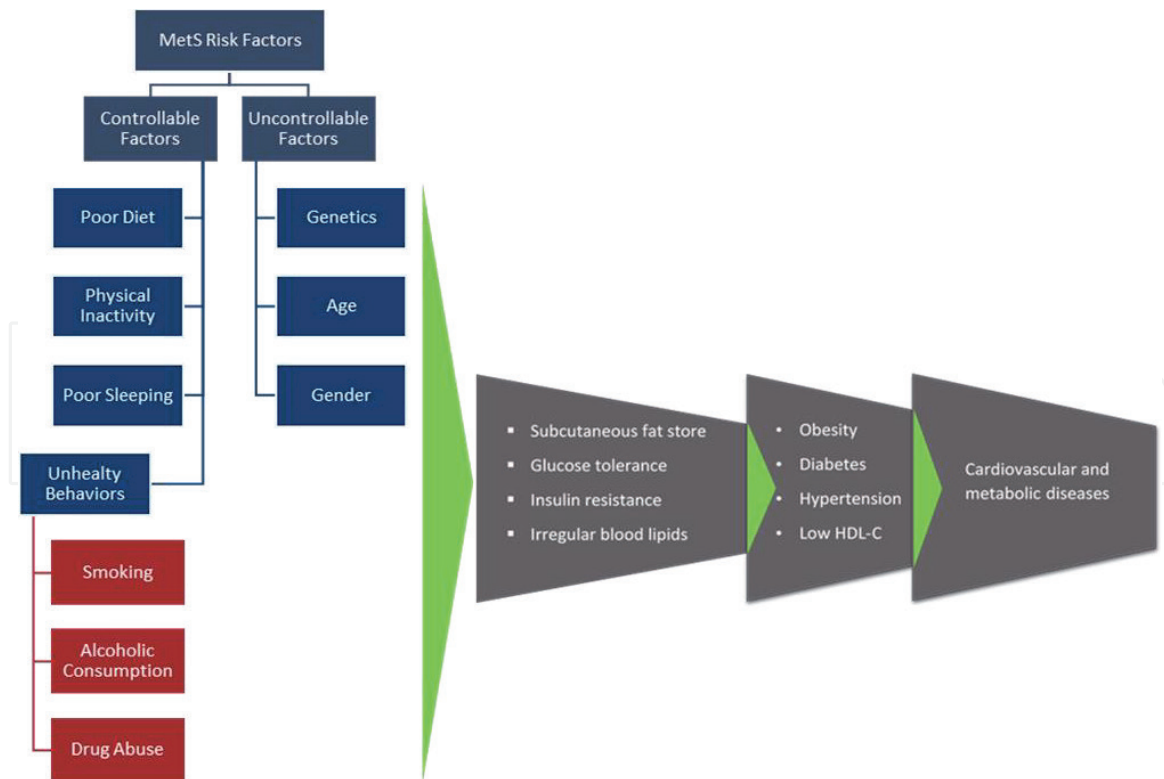 MetS Risk Factors
Controllable
Factors
Uncontrollable
Factors
Poor Diet
Physical
Inactivity
Poor Sleeping
Unhealty
Behaviors
Smoking
Alcoholic
Consumption
Drug Abuse
Genetics
Age
Gender
▪ Subcutaneous fat store
▪ Glucose tolerance
▪ Insulin resistance
▪ Irregular blood lipids
• Obesity
• Diabetes
• Hypertension
• Low HDL-C
Cardiovascular and
metabolic diseases